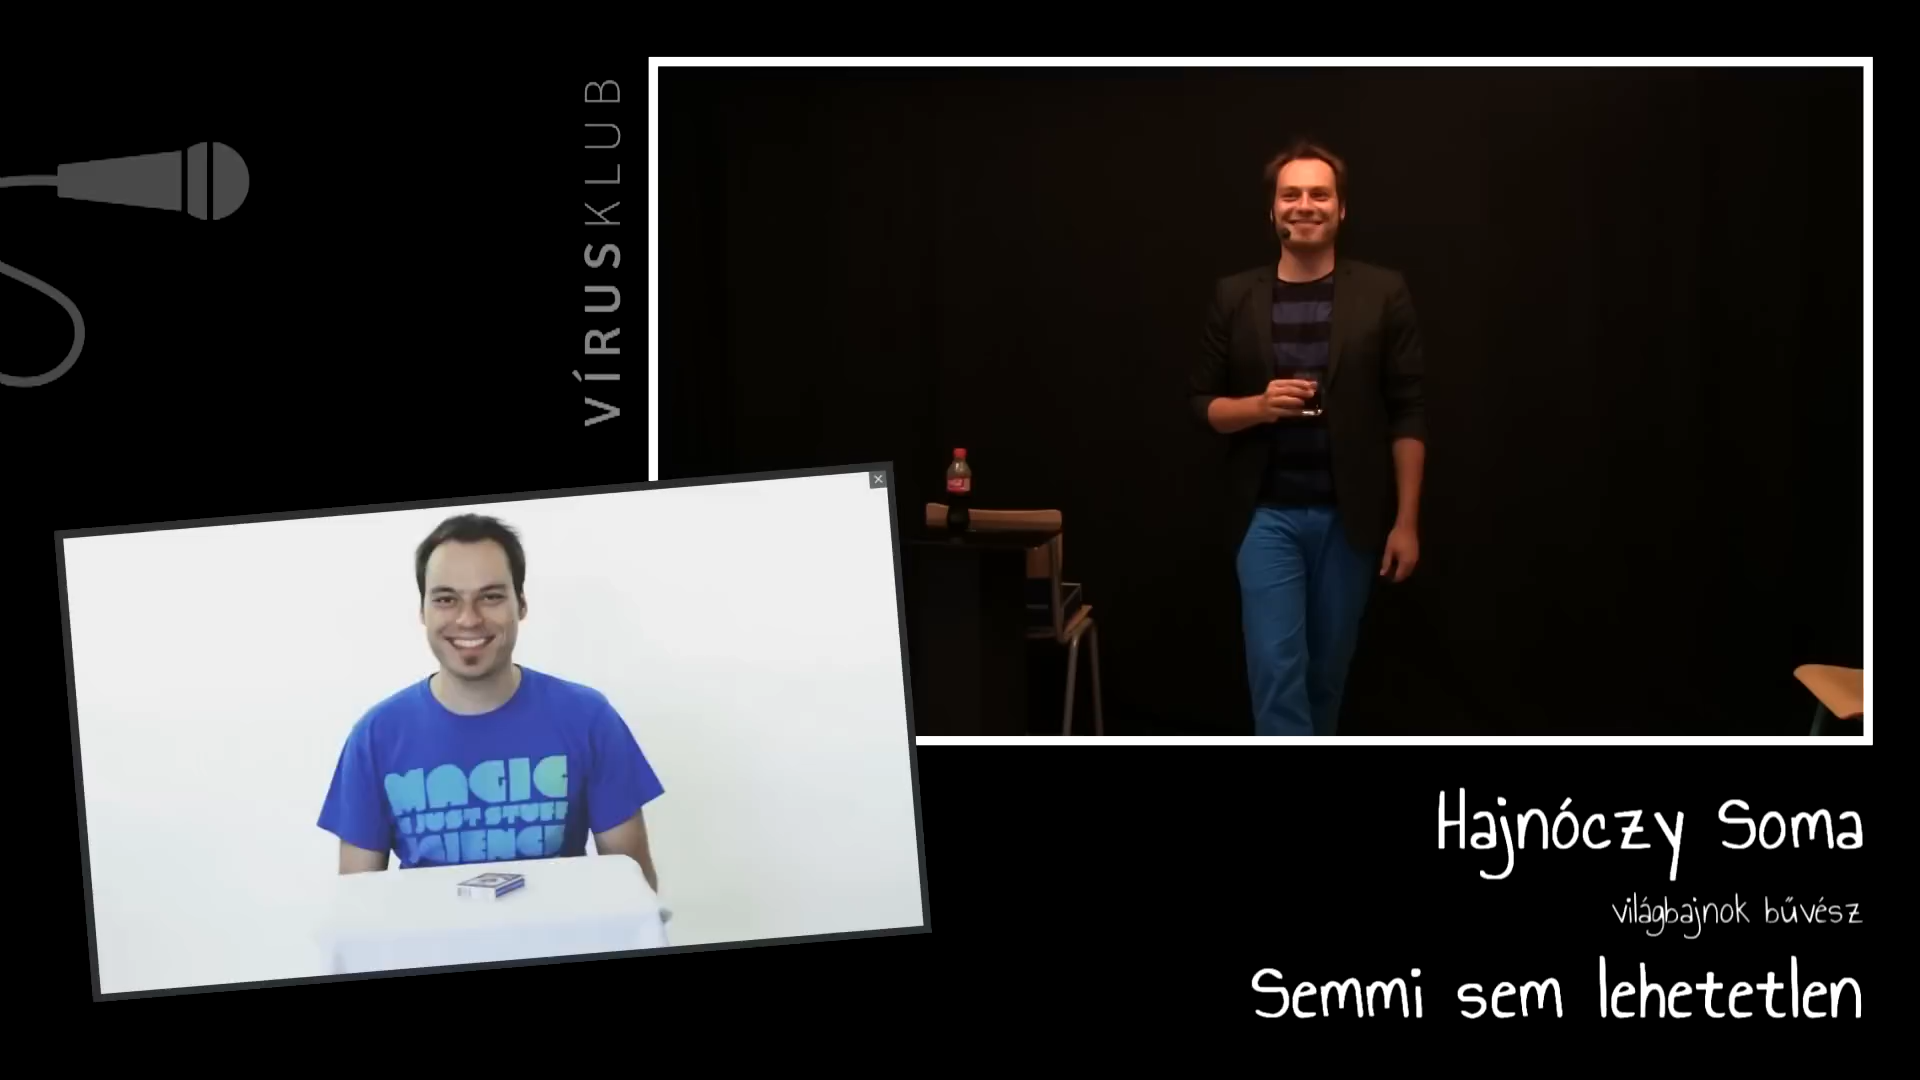 VÍRUSKLUB
MAGIC
IS JUST STUFF
SCIENCE
Hajnóczy Soma
világbajnok bűvész
Semmi sem lehetetlen